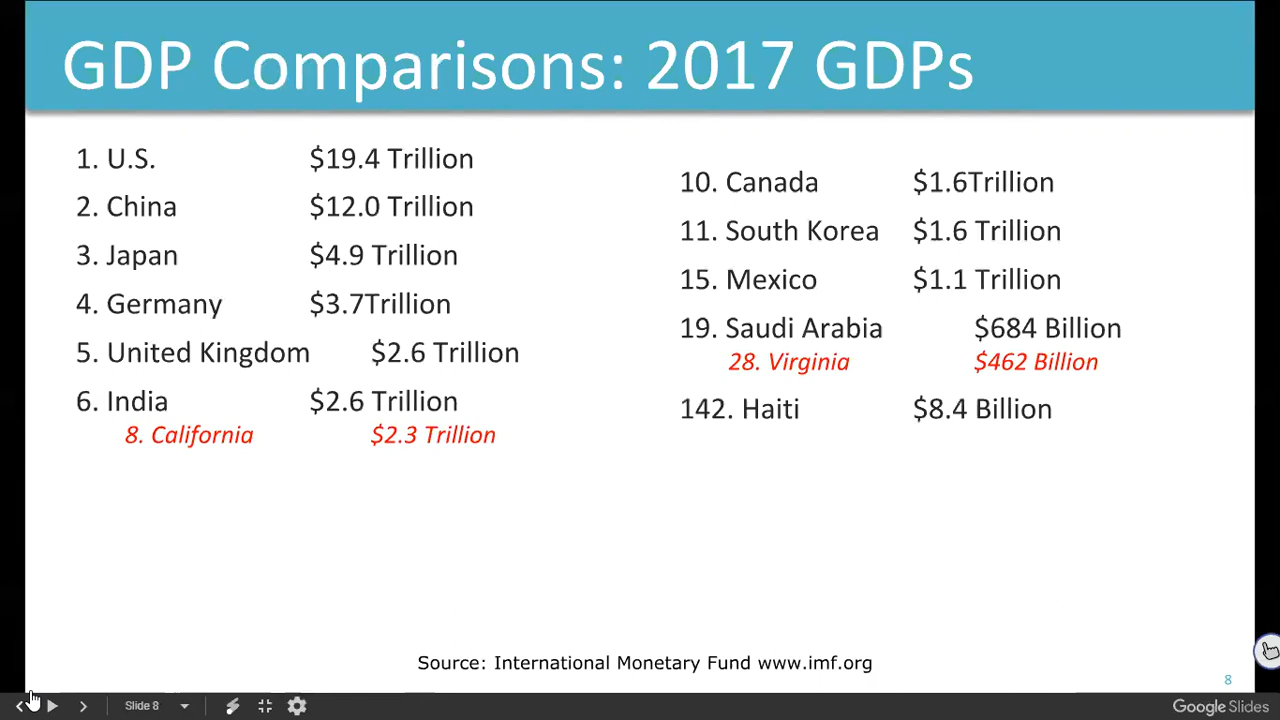 GDP Comparisons: 2017 GDPs
1. U.S. $19.4 Trillion
2. China $12.0 Trillion
3. Japan $4.9 Trillion
4. Germany $3.7Trillion
5. United Kingdom $2.6 Trillion
6. India $2.6 Trillion
8. California $2.3 Trillion
10. Canada $1.6Trillion
11. South Korea $1.6 Trillion
15. Mexico $1.1 Trillion
19. Saudi Arabia $684 Billion
28. Virginia $462 Billion
142. Haiti $8.4 Billion
Source: International Monetary Fund www.imf.org
8
Slide 8
Google Slides